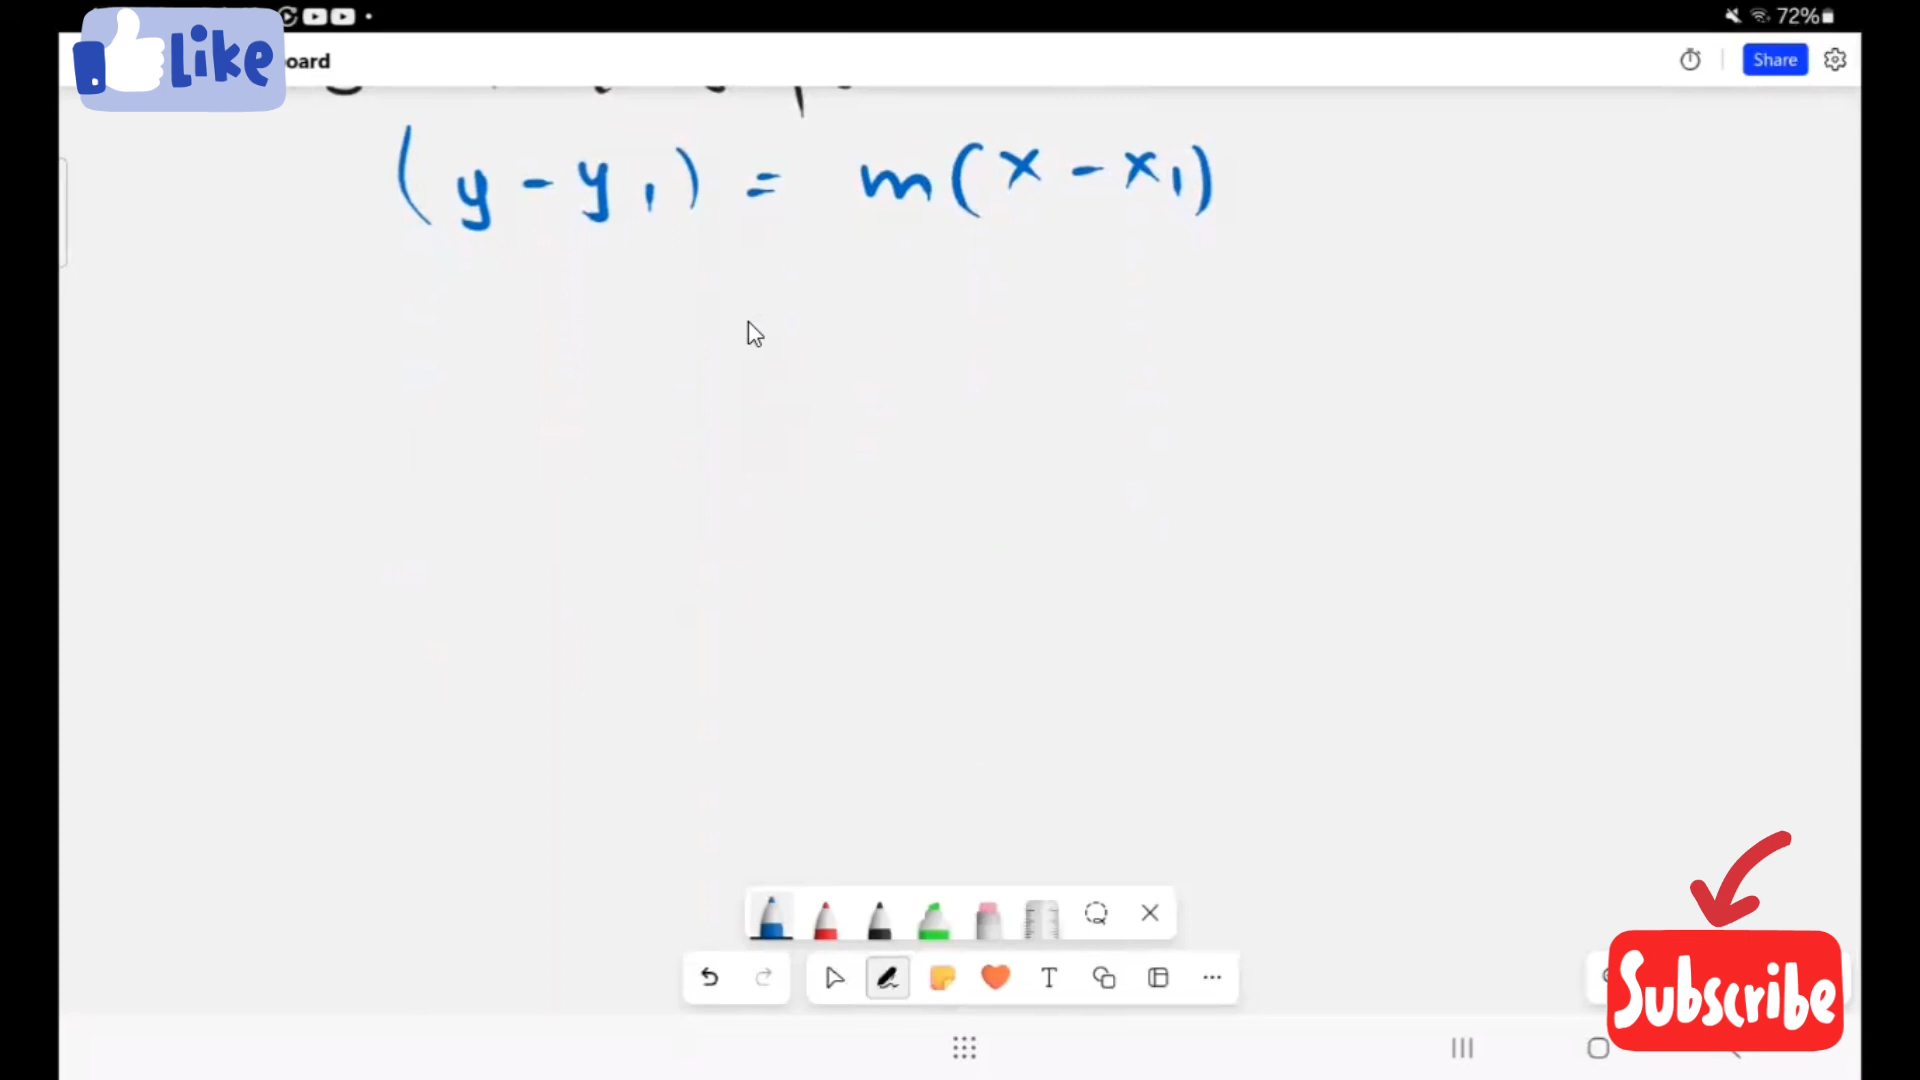 Like
72%
oard
Share
(y - y₁) = m(x - x₁)
T
Subscribe